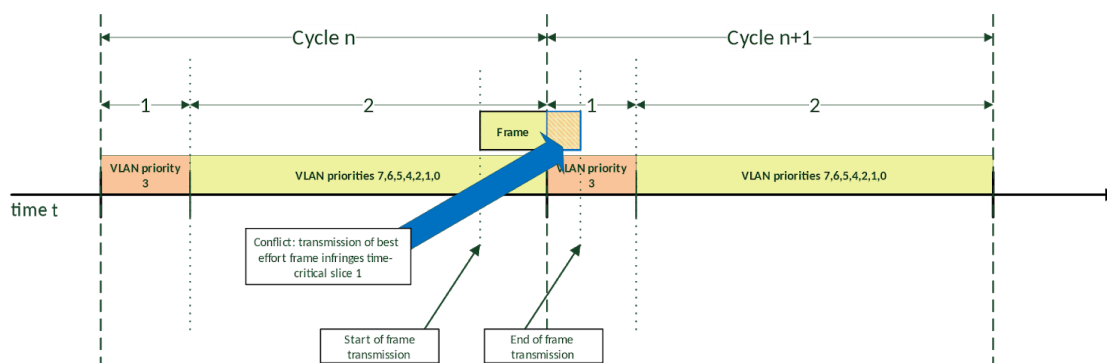 Cycle n
Cycle n+1
1
2
1
2
Frame
VLAN priority
3
VLAN priorities 7,6,5,4,2,1,0
VLAN priority
3
VLAN priorities 7,6,5,4,2,1,0
time t
Conflict: transmission of best
effort frame infringes time-
critical slice 1
Start of frame
transmission
End of frame
transmission